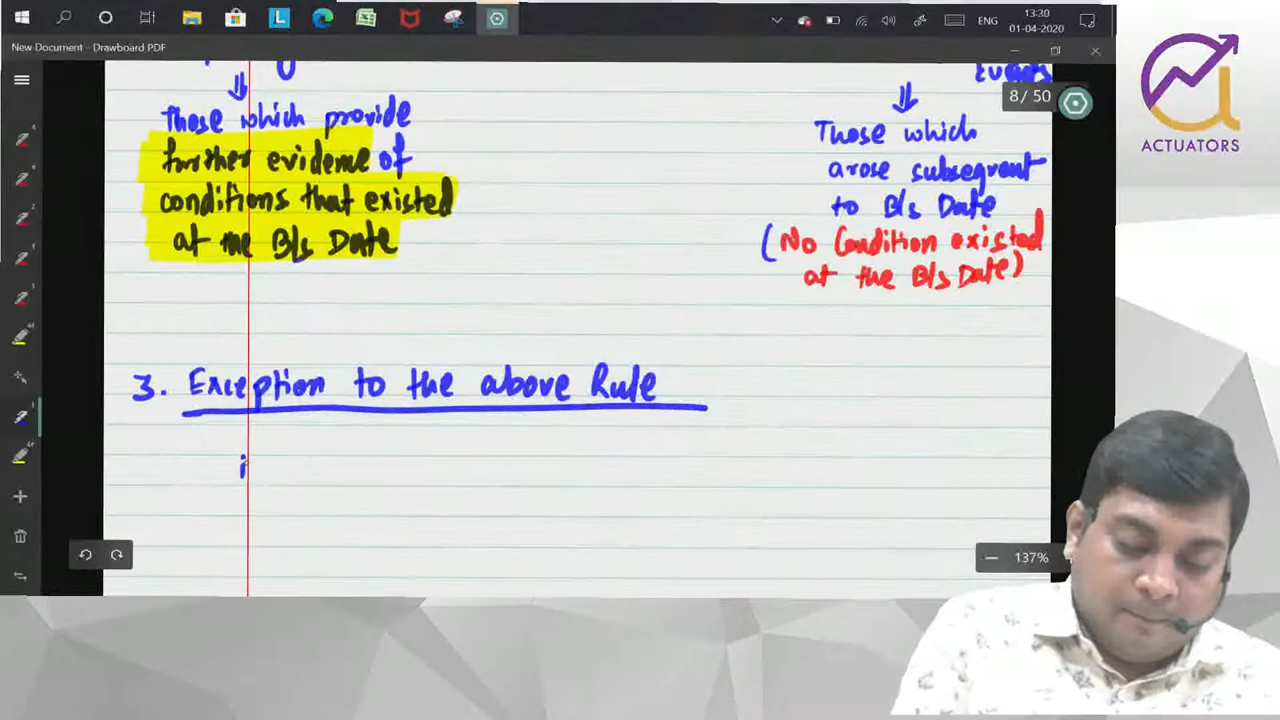 13:30
ENG
01-04-2020
New Document - Drawboard PDF
8 / 50
ACTUATORS
Those which provide
further evidence of
conditions that existed
at the B/s Date
Events
Those which
arose subsequent
to B/s Date
(No Condition existed
at the B/s Date)
3. Exception to the above Rule
i
137%